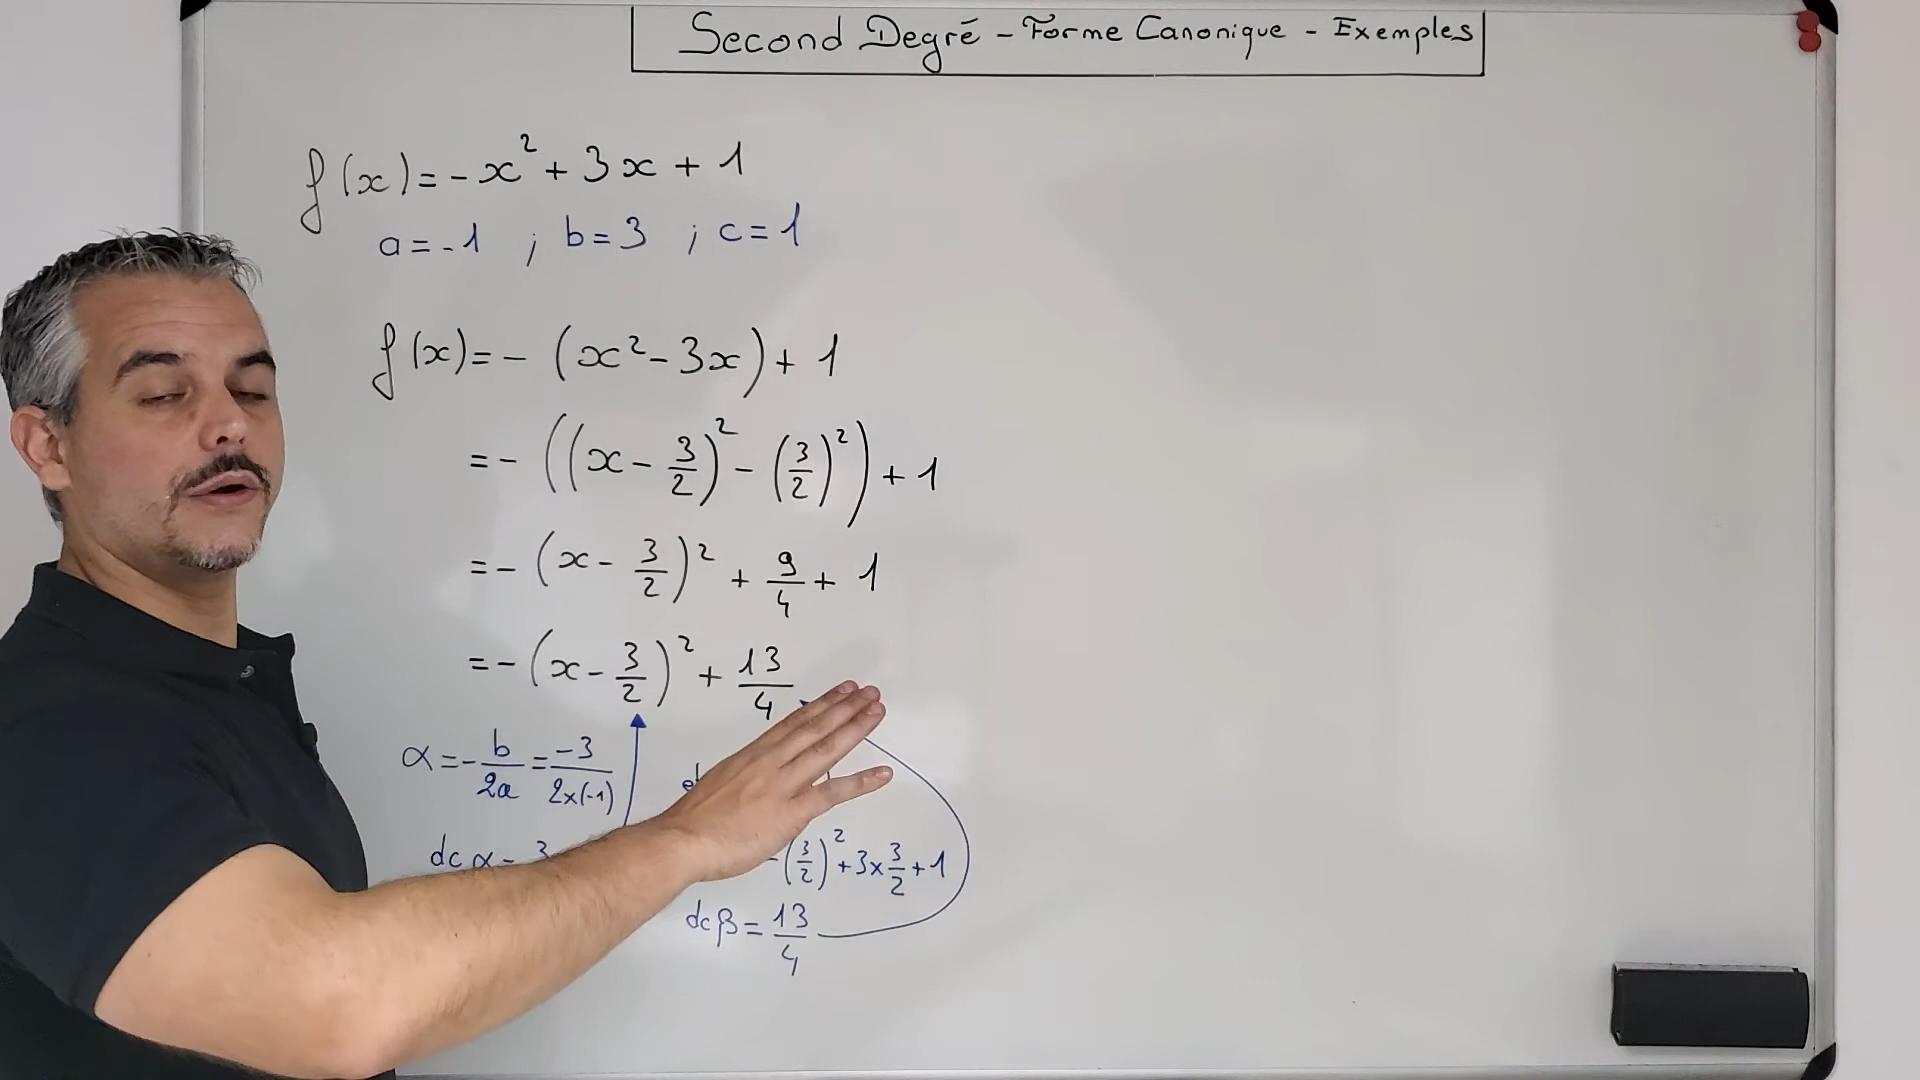 Second Degré - Forme Canonique - Exemples
f(x) = -x² + 3x + 1
a = -1 ; b = 3 ; c = 1
f(x) = - (x² - 3x) + 1
= - ((x - 3/2)² - (3/2)²) + 1
= - (x - 3/2)² + 9/4 + 1
= - (x - 3/2)² + 13/4
α = - b/2a = -3/2x(-1)
dc α = 3
- (3/2)² + 3 x 3/2 + 1
dc β = 13/4